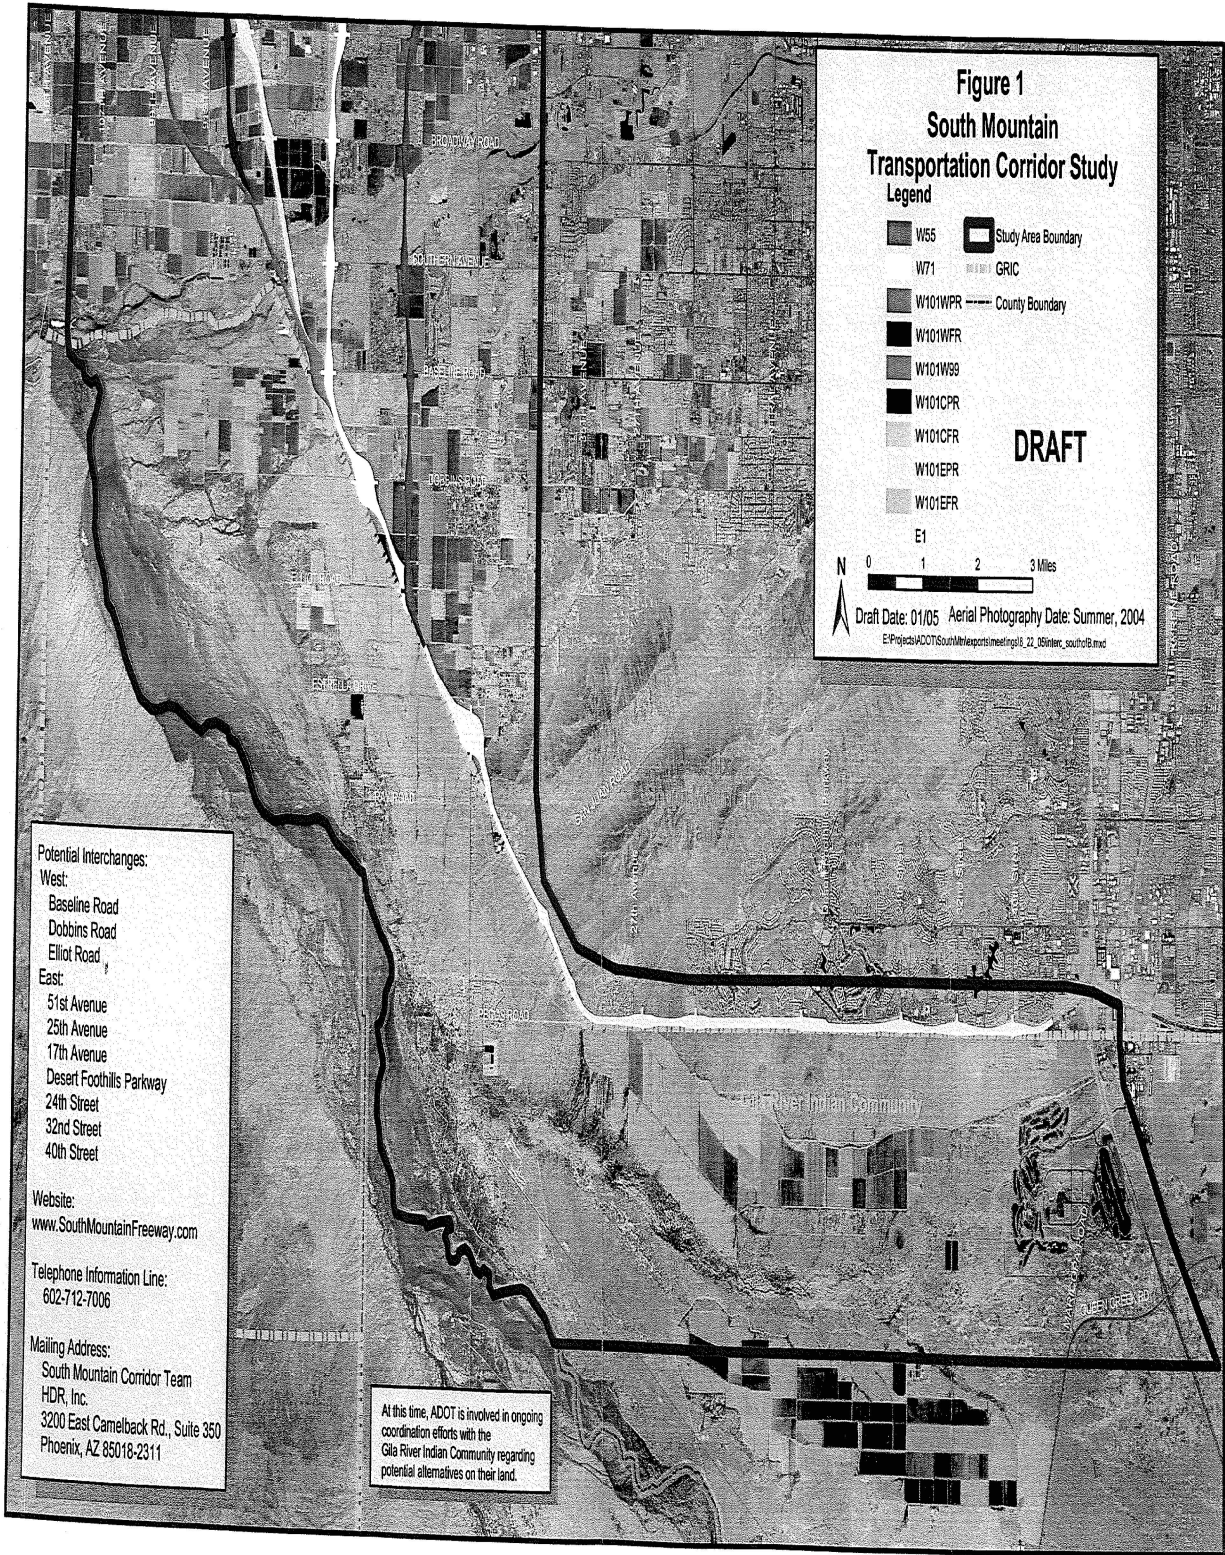 Figure 1
South Mountain
Transportation Corridor Study
Legend
W55
W71
W101WPR
W101WFR
W101W99
W101CPR
W101CFR
W101EPR
W101EFR
E1
Study Area Boundary
GRIC
County Boundary
DRAFT
N
0 1 2 3 Miles
Draft Date: 01/05 Aerial Photography Date: Summer, 2004
BROADWAY ROAD
SOUTHERN AVENUE
BASELINE ROAD
DOBBINS ROAD
ELLIOT ROAD
ESTRELLA DRIVE
PECOS ROAD
River Indian Community
QUEEN CREEK RD
Potential Interchanges:
West:
Baseline Road
Dobbins Road
Elliot Road
East:
51st Avenue
25th Avenue
17th Avenue
Desert Foothills Parkway
24th Street
32nd Street
40th Street
Website:
www.SouthMountainFreeway.com
Telephone Information Line:
602-712-7006
Mailing Address:
South Mountain Corridor Team
HDR, Inc.
3200 East Camelback Rd., Suite 350
Phoenix, AZ 85018-2311
At this time, ADOT is involved in ongoing
coordination efforts with the
Gila River Indian Community regarding
potential alternatives on their land.